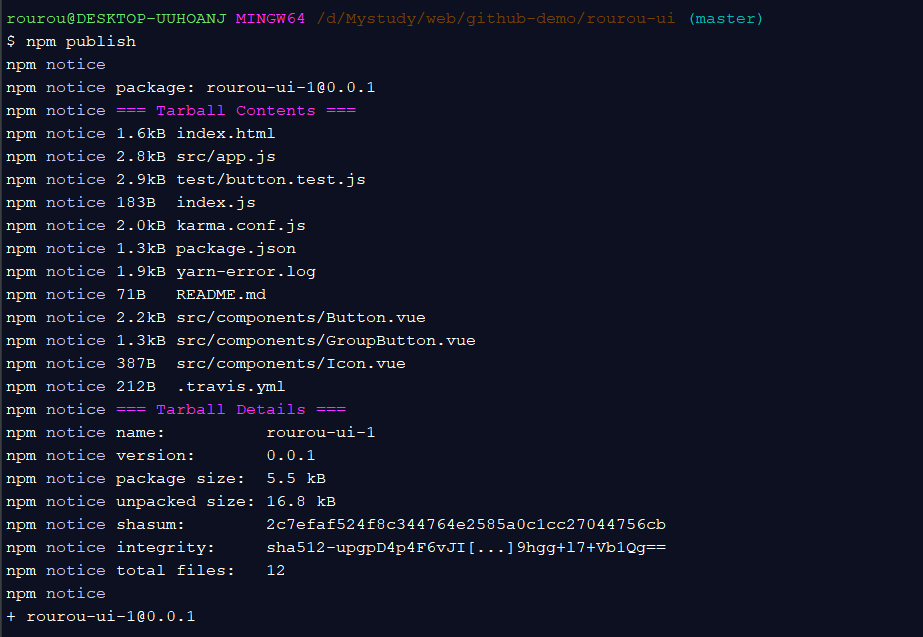 rourou@DESKTOP-UUHOANJ MINGW64 /d/Mystudy/web/github-demo/rourou-ui (master)
$ npm publish
npm notice
npm notice package: rourou-ui-1@0.0.1
npm notice === Tarball Contents ===
npm notice 1.6kB index.html
npm notice 2.8kB src/app.js
npm notice 2.9kB test/button.test.js
npm notice 183B  index.js
npm notice 2.0kB karma.conf.js
npm notice 1.3kB package.json
npm notice 1.9kB yarn-error.log
npm notice 71B   README.md
npm notice 2.2kB src/components/Button.vue
npm notice 1.3kB src/components/GroupButton.vue
npm notice 387B  src/components/Icon.vue
npm notice 212B  .travis.yml
npm notice === Tarball Details ===
npm notice name:          rourou-ui-1
npm notice version:       0.0.1
npm notice package size:  5.5 kB
npm notice unpacked size: 16.8 kB
npm notice shasum:        2c7efaf524f8c344764e2585a0c1cc27044756cb
npm notice integrity:     sha512-upgpD4p4F6vJI[...]9hgg+l7+Vb1Qg==
npm notice total files:   12
npm notice
+ rourou-ui-1@0.0.1